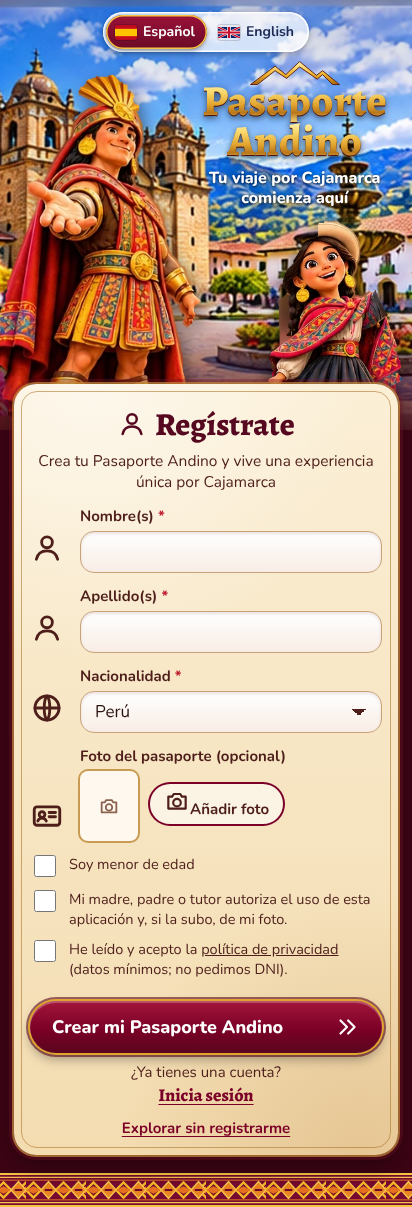 Español English
Pasaporte
Andino
Tu viaje por Cajamarca
comienza aquí
Regístrate
Crea tu Pasaporte Andino y vive una experiencia
única por Cajamarca
Nombre(s) *
Apellido(s) *
Nacionalidad *
Perú
Foto del pasaporte (opcional)
Añadir foto
Soy menor de edad
Mi madre, padre o tutor autoriza el uso de esta
aplicación y, si la subo, de mi foto.
He leído y acepto la política de privacidad
(datos mínimos; no pedimos DNI).
Crear mi Pasaporte Andino
¿Ya tienes una cuenta?
Inicia sesión
Explorar sin registrarme